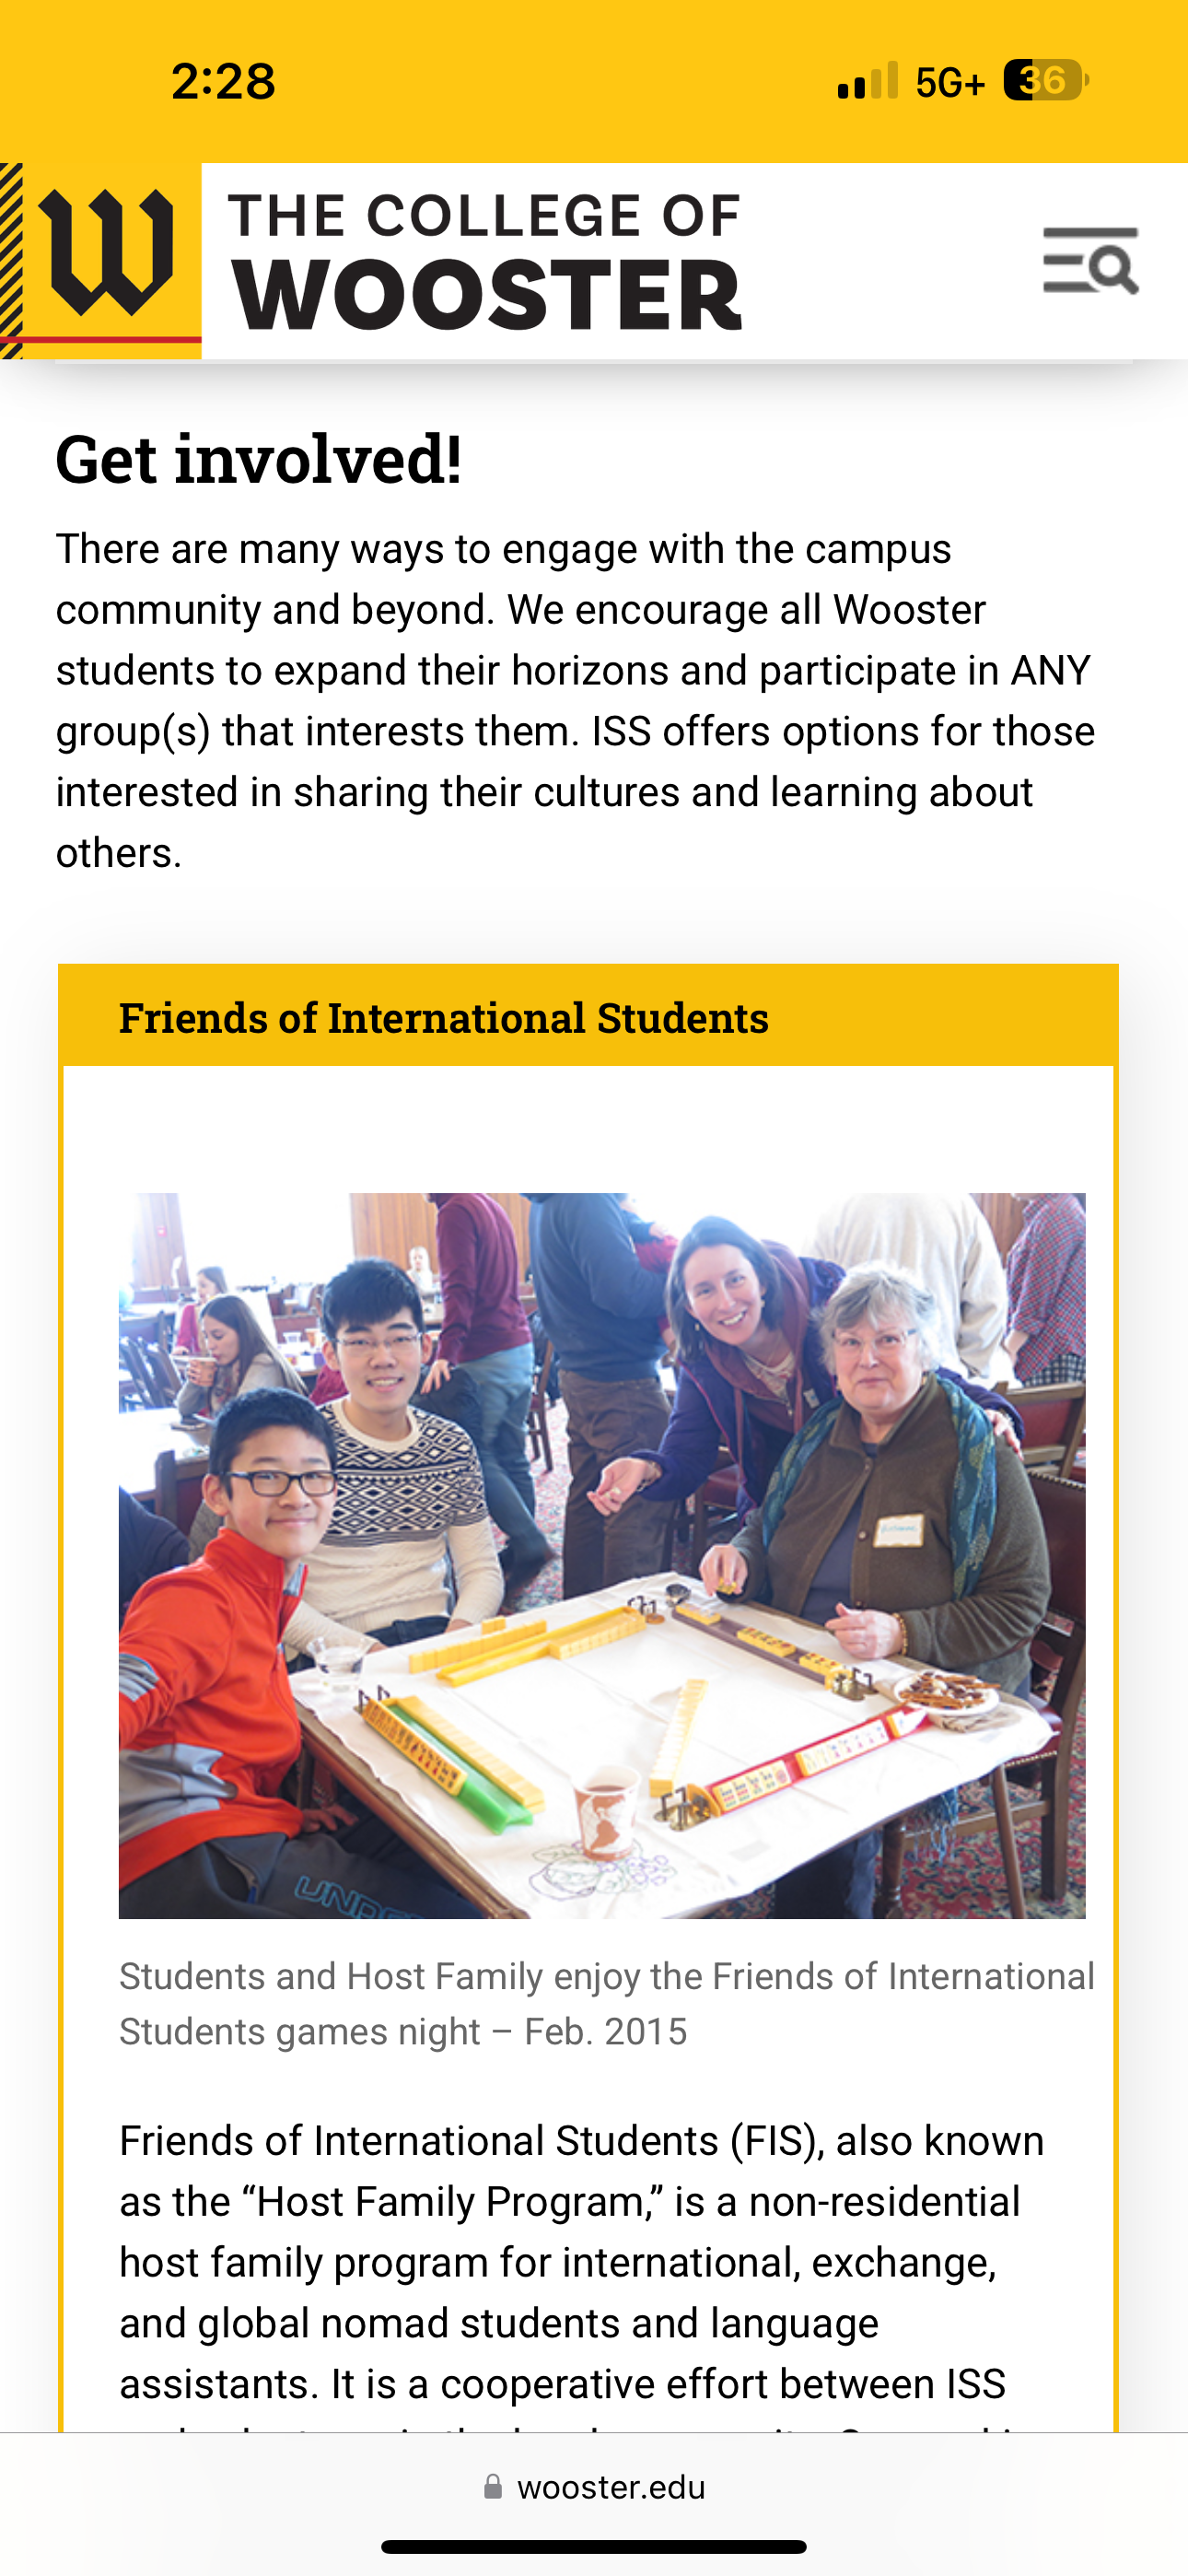 2:28
5G+ 36
W
THE COLLEGE OF
WOOSTER
Get involved!
There are many ways to engage with the campus
community and beyond. We encourage all Wooster
students to expand their horizons and participate in ANY
group(s) that interests them. ISS offers options for those
interested in sharing their cultures and learning about
others.
Friends of International Students
UNDE
Students and Host Family enjoy the Friends of International
Students games night – Feb. 2015
Friends of International Students (FIS), also known
as the “Host Family Program,” is a non-residential
host family program for international, exchange,
and global nomad students and language
assistants. It is a cooperative effort between ISS
wooster.edu